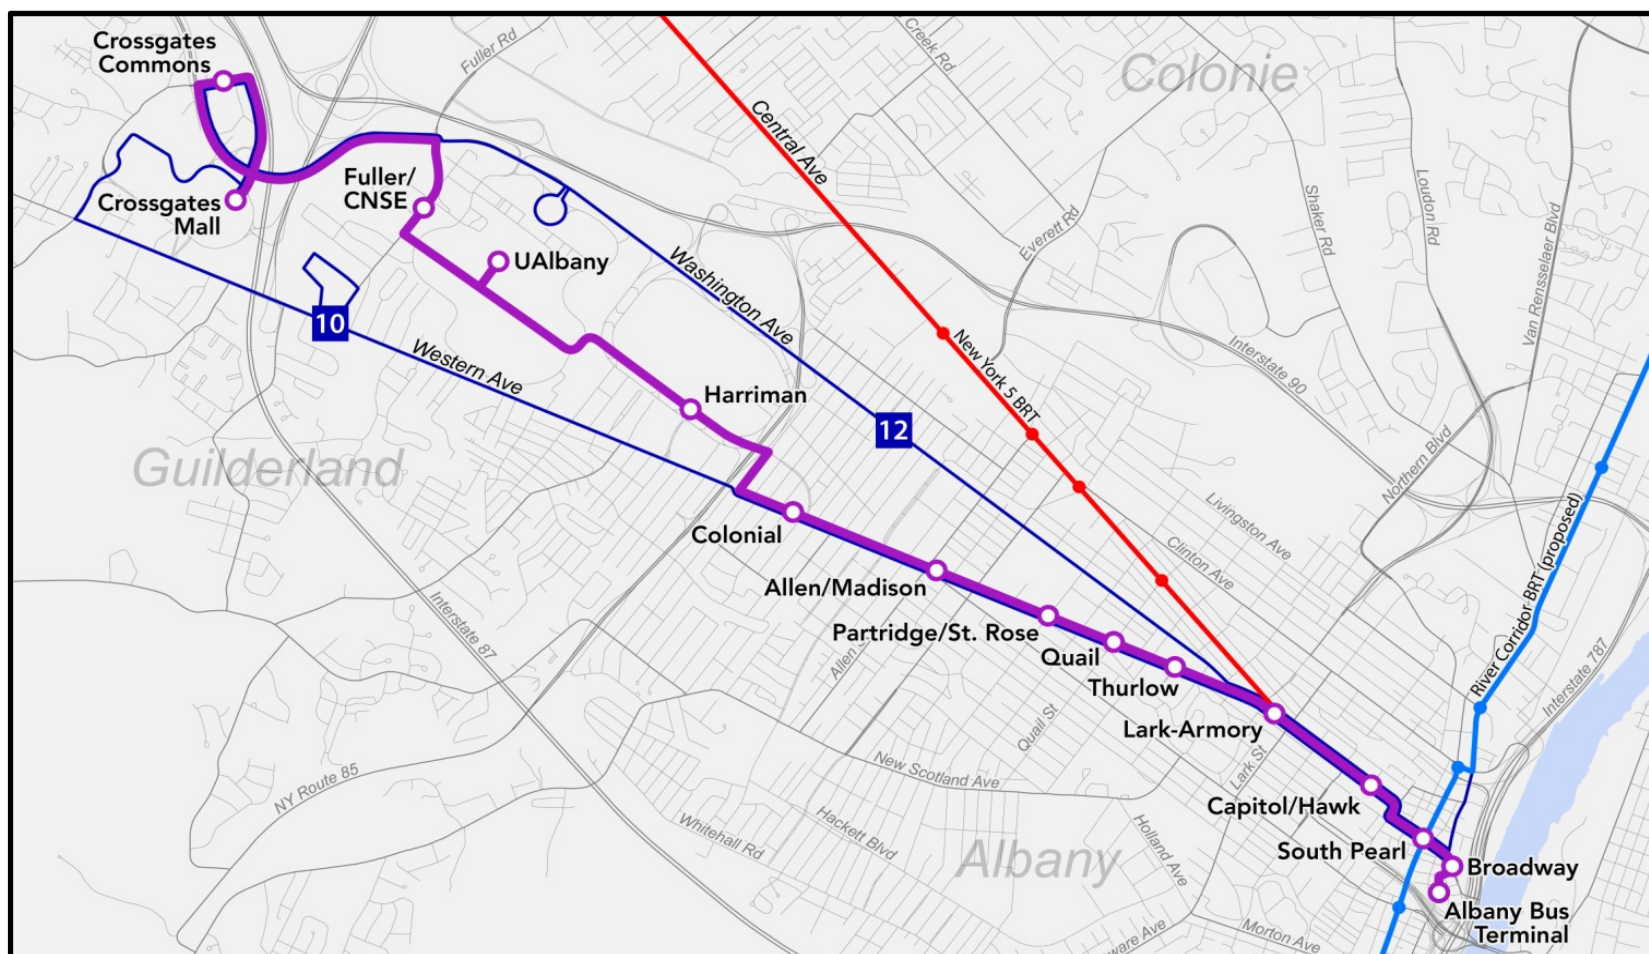 Crossgates
Commons
Fuller Rd
Creek Rd
Colonie
Central Ave
Fuller/
CNSE
Crossgates
Mall
UAlbany
Shaker Rd
Loudon Rd
Van Rensselaer Blvd
Everett Rd
Washington Ave
10
Western Ave
New York 5 BRT
Interstate 90
Harriman
12
Guilderland
Northern Blvd
Livingston Ave
Clinton Ave
Colonial
Allen/Madison
River Corridor BRT (proposed)
Interstate 87
Partridge/St. Rose
Allen S
Quail
Thurlow
Interstate 787
Lark-Armory
Quail St
Lark St
NY Route 85
New Scotland Ave
Capitol/Hawk
Whitehall Rd
Hackett Blvd
Holland Ave
Albany
South Pearl
Broadway
Albany Bus
Terminal
ware Ave
Morton Ave